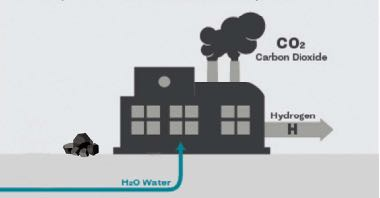 CO₂
Carbon Dioxide
Hydrogen
H
H₂O Water